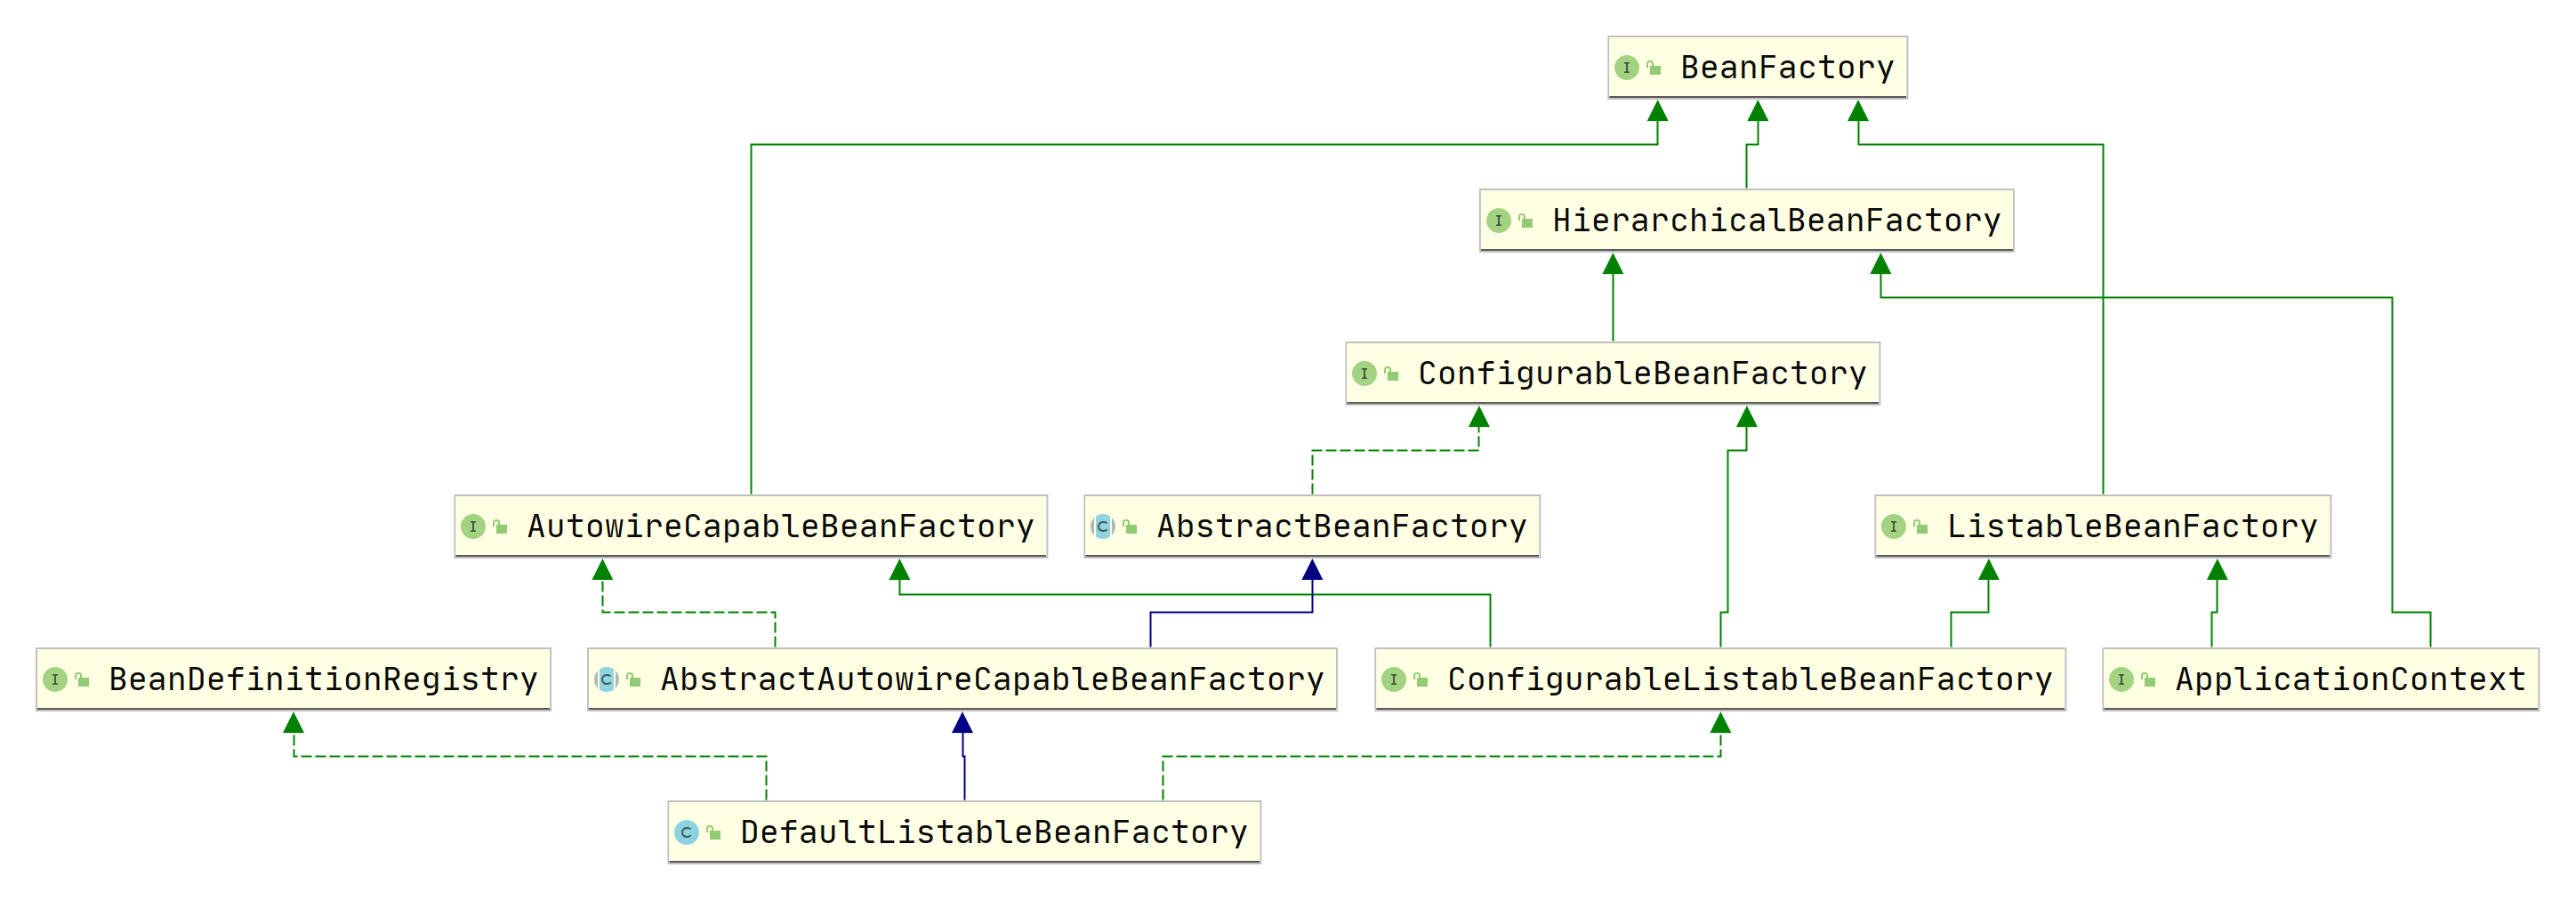 I BeanFactory
I HierarchicalBeanFactory
I ConfigurableBeanFactory
I AutowireCapableBeanFactory
C AbstractBeanFactory
I ListableBeanFactory
I BeanDefinitionRegistry
C AbstractAutowireCapableBeanFactory
I ConfigurableListableBeanFactory
I ApplicationContext
C DefaultListableBeanFactory